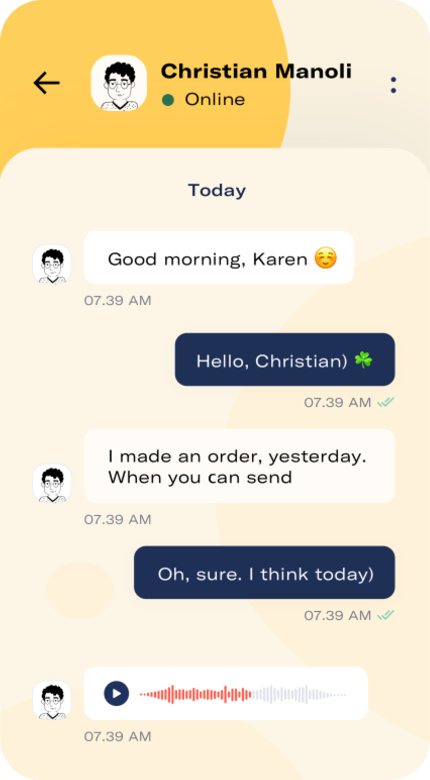 Christian Manoli
Online
Today
Good morning, Karen ☺️
07.39 AM
Hello, Christian) ☘️
07.39 AM
I made an order, yesterday.
When you can send
07.39 AM
Oh, sure. I think today)
07.39 AM
07.39 AM